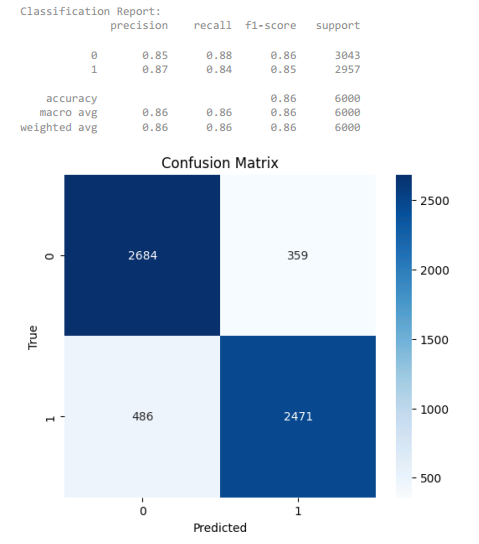 Classification Report:
precision recall f1-score support
0 0.85 0.88 0.86 3043
1 0.87 0.84 0.85 2957
accuracy 0.86 6000
macro avg 0.86 0.86 0.86 6000
weighted avg 0.86 0.86 0.86 6000
Confusion Matrix
0 2684 359
1 486 2471
True
0 1
Predicted
2500
2000
1500
1000
500